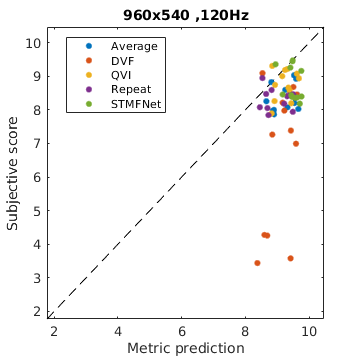 960x540 ,120Hz
Average
DVF
QVI
Repeat
STMFNet
Subjective score
10
9
8
7
6
5
4
3
2
2
4
6
8
10
Metric prediction